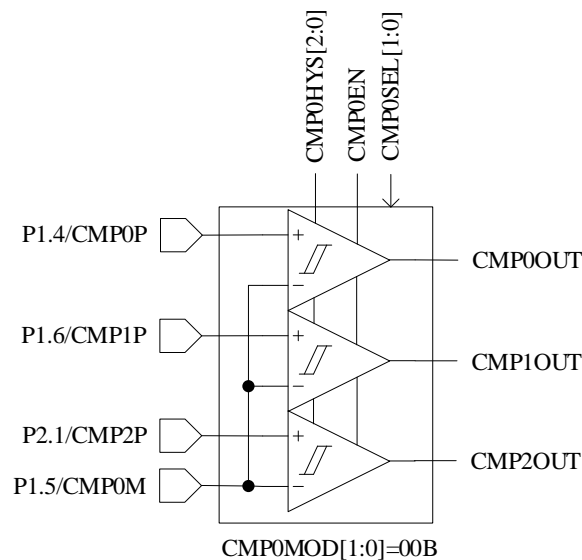 CMP0HYS[2:0]
CMP0EN
CMP0SEL[1:0]
P1.4/CMP0P
+
−
CMP0OUT
P1.6/CMP1P
+
−
CMP1OUT
P2.1/CMP2P
+
P1.5/CMP0M
−
CMP2OUT
CMP0MOD[1:0]=00B